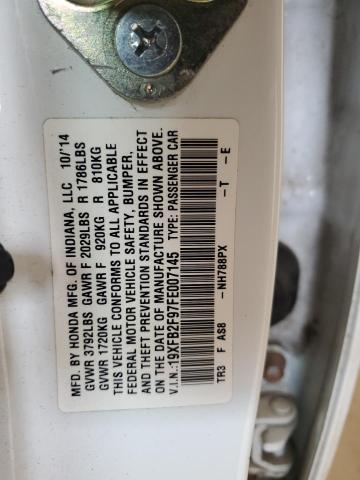 MFD. BY HONDA MFG. OF INDIANA, LLC 10/'14
GVWR 3792LBS GAWR F 2029LBS R 1786LBS
GVWR 1720KG GAWR F 920KG R 810KG
THIS VEHICLE CONFORMS TO ALL APPLICABLE
FEDERAL MOTOR VEHICLE SAFETY, BUMPER,
AND THEFT PREVENTION STANDARDS IN EFFECT
ON THE DATE OF MANUFACTURE SHOWN ABOVE.
V.I.N.:19XFB2F97FE007145 TYPE: PASSENGER CAR
-NH788PX -T -E
TR3 F AS8